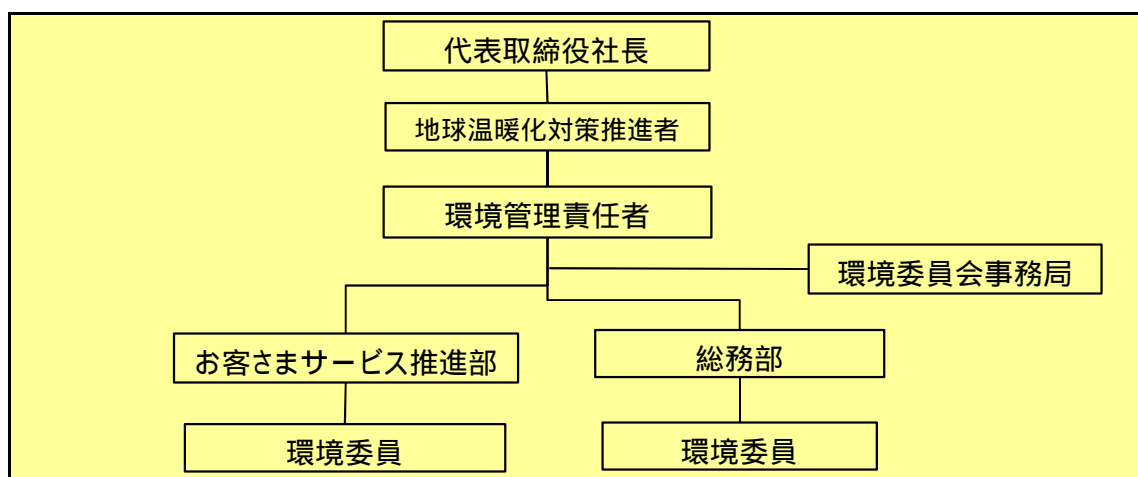 代表取締役社長
地球温暖化対策推進者
環境管理責任者
環境委員会事務局
お客さまサービス推進部
総務部
環境委員
環境委員